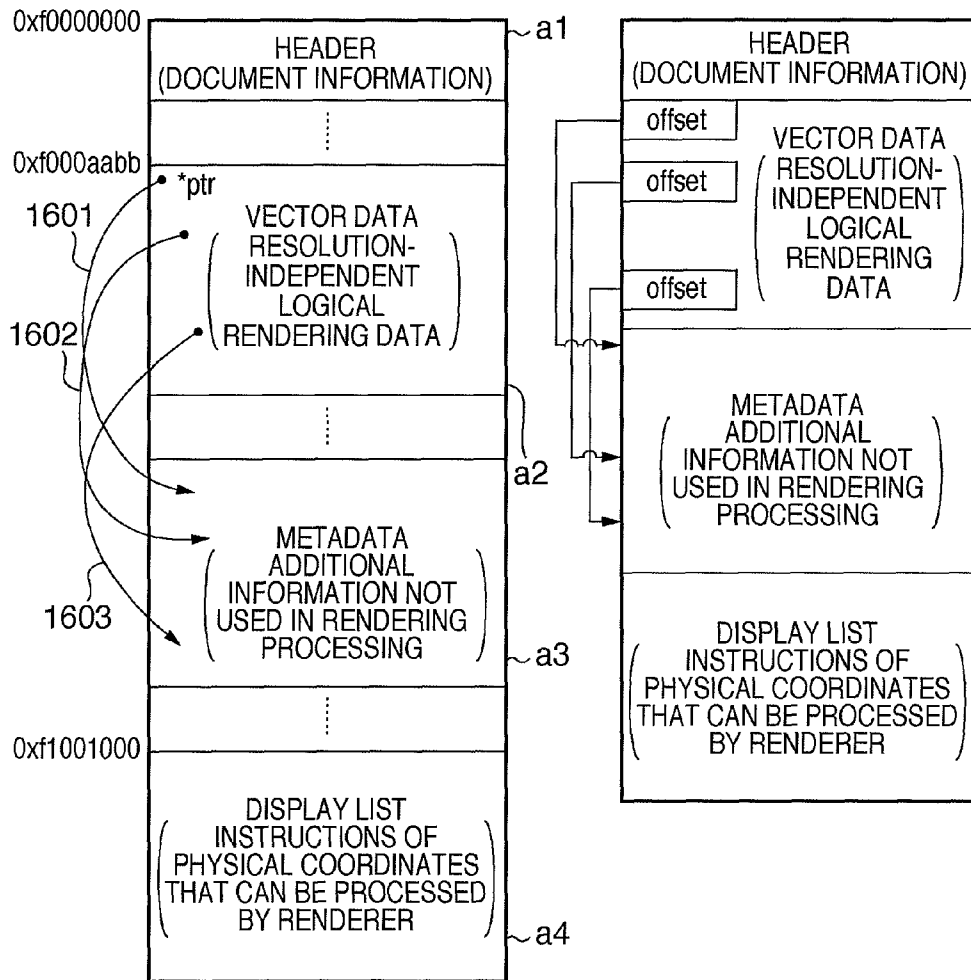 0xf0000000
HEADER
(DOCUMENT INFORMATION)
a1
0xf000aabb
*ptr
1601
VECTOR DATA
RESOLUTION-
INDEPENDENT
LOGICAL
RENDERING DATA
1602
a2
METADATA
ADDITIONAL
INFORMATION NOT
USED IN RENDERING
PROCESSING
1603
a3
0xf1001000
DISPLAY LIST
INSTRUCTIONS OF
PHYSICAL COORDINATES
THAT CAN BE PROCESSED
BY RENDERER
a4
HEADER
(DOCUMENT INFORMATION)
offset
offset
offset
VECTOR DATA
RESOLUTION-
INDEPENDENT
LOGICAL
RENDERING
DATA
METADATA
ADDITIONAL
INFORMATION NOT
USED IN RENDERING
PROCESSING
DISPLAY LIST
INSTRUCTIONS OF
PHYSICAL COORDINATES
THAT CAN BE PROCESSED
BY RENDERER